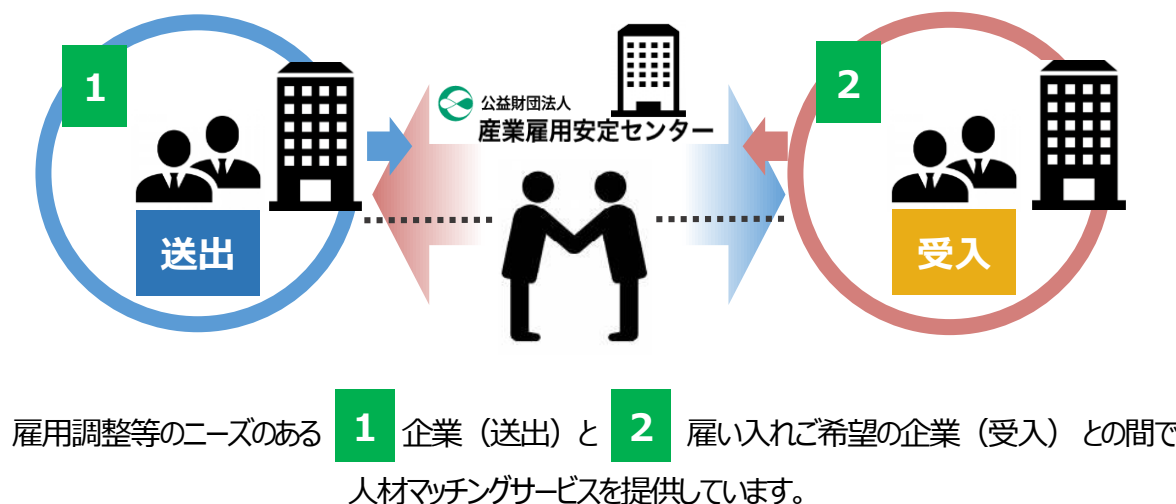 1
2
公益財団法人
産業雇用安定センター
送出
受入
雇用調整等のニーズのある 1 企業（送出）と 2 雇い入れご希望の企業（受入）との間で
人材マッチングサービスを提供しています。